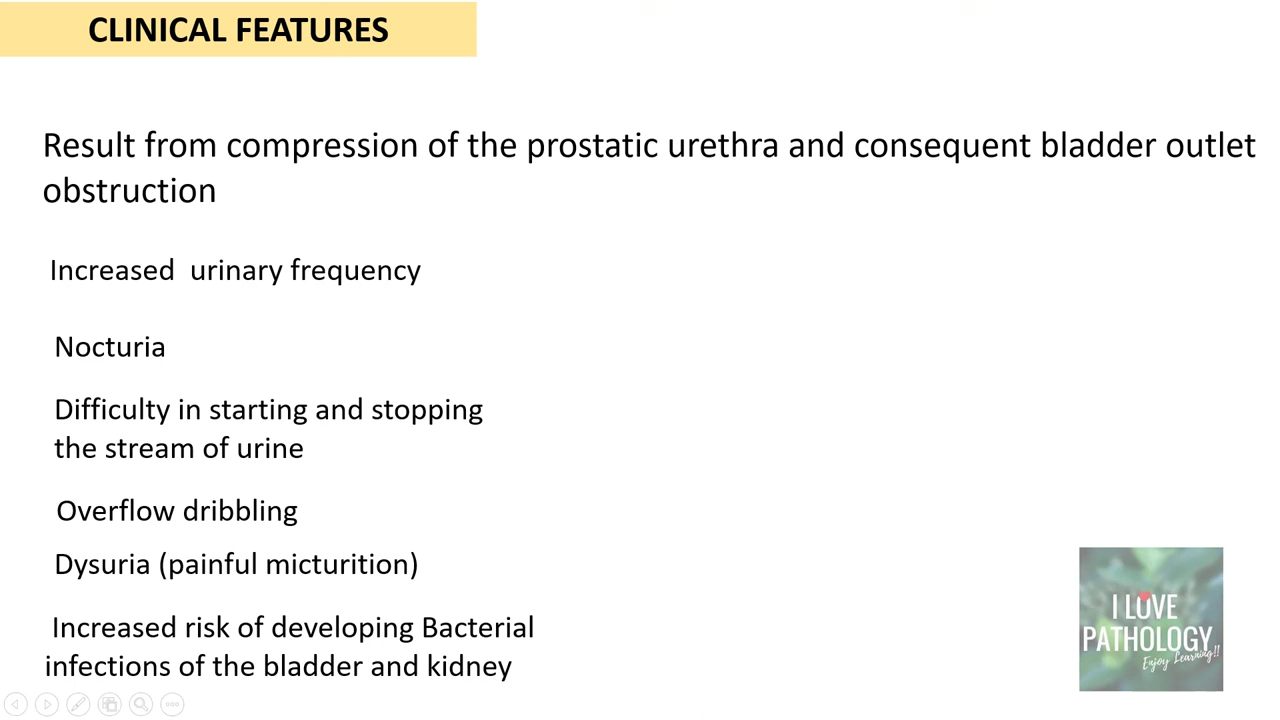 CLINICAL FEATURES
Result from compression of the prostatic urethra and consequent bladder outlet
obstruction
Increased  urinary frequency
Nocturia
Difficulty in starting and stopping
the stream of urine
Overflow dribbling
Dysuria (painful micturition)
Increased risk of developing Bacterial
infections of the bladder and kidney
I LOVE
PATHOLOGY
Enjoy Learning!!